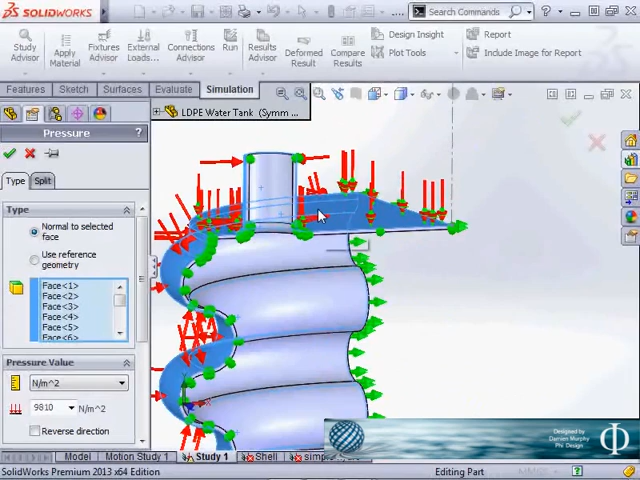 SOLIDWORKS
Search Commands
Study Advisor
Apply Material
Fixtures Advisor
External Loads...
Connections Advisor
Run
Results Advisor
Deformed Result
Compare Results
Design Insight
Plot Tools
Report
Include Image for Report
Features
Sketch
Surfaces
Evaluate
Simulation
LDPE Water Tank (Symm ...
Pressure
?
Type
Split
Type
Normal to selected face
Use reference geometry
Face<1>
Face<2>
Face<3>
Face<4>
Face<5>
Face<6>
Pressure Value
N/m^2
9810
N/m^2
Reverse direction
Designed by
Damien Murphy
Phi Design
Model
Motion Study 1
Study 1
Shell
SolidWorks Premium 2013 x64 Edition
Editing Part